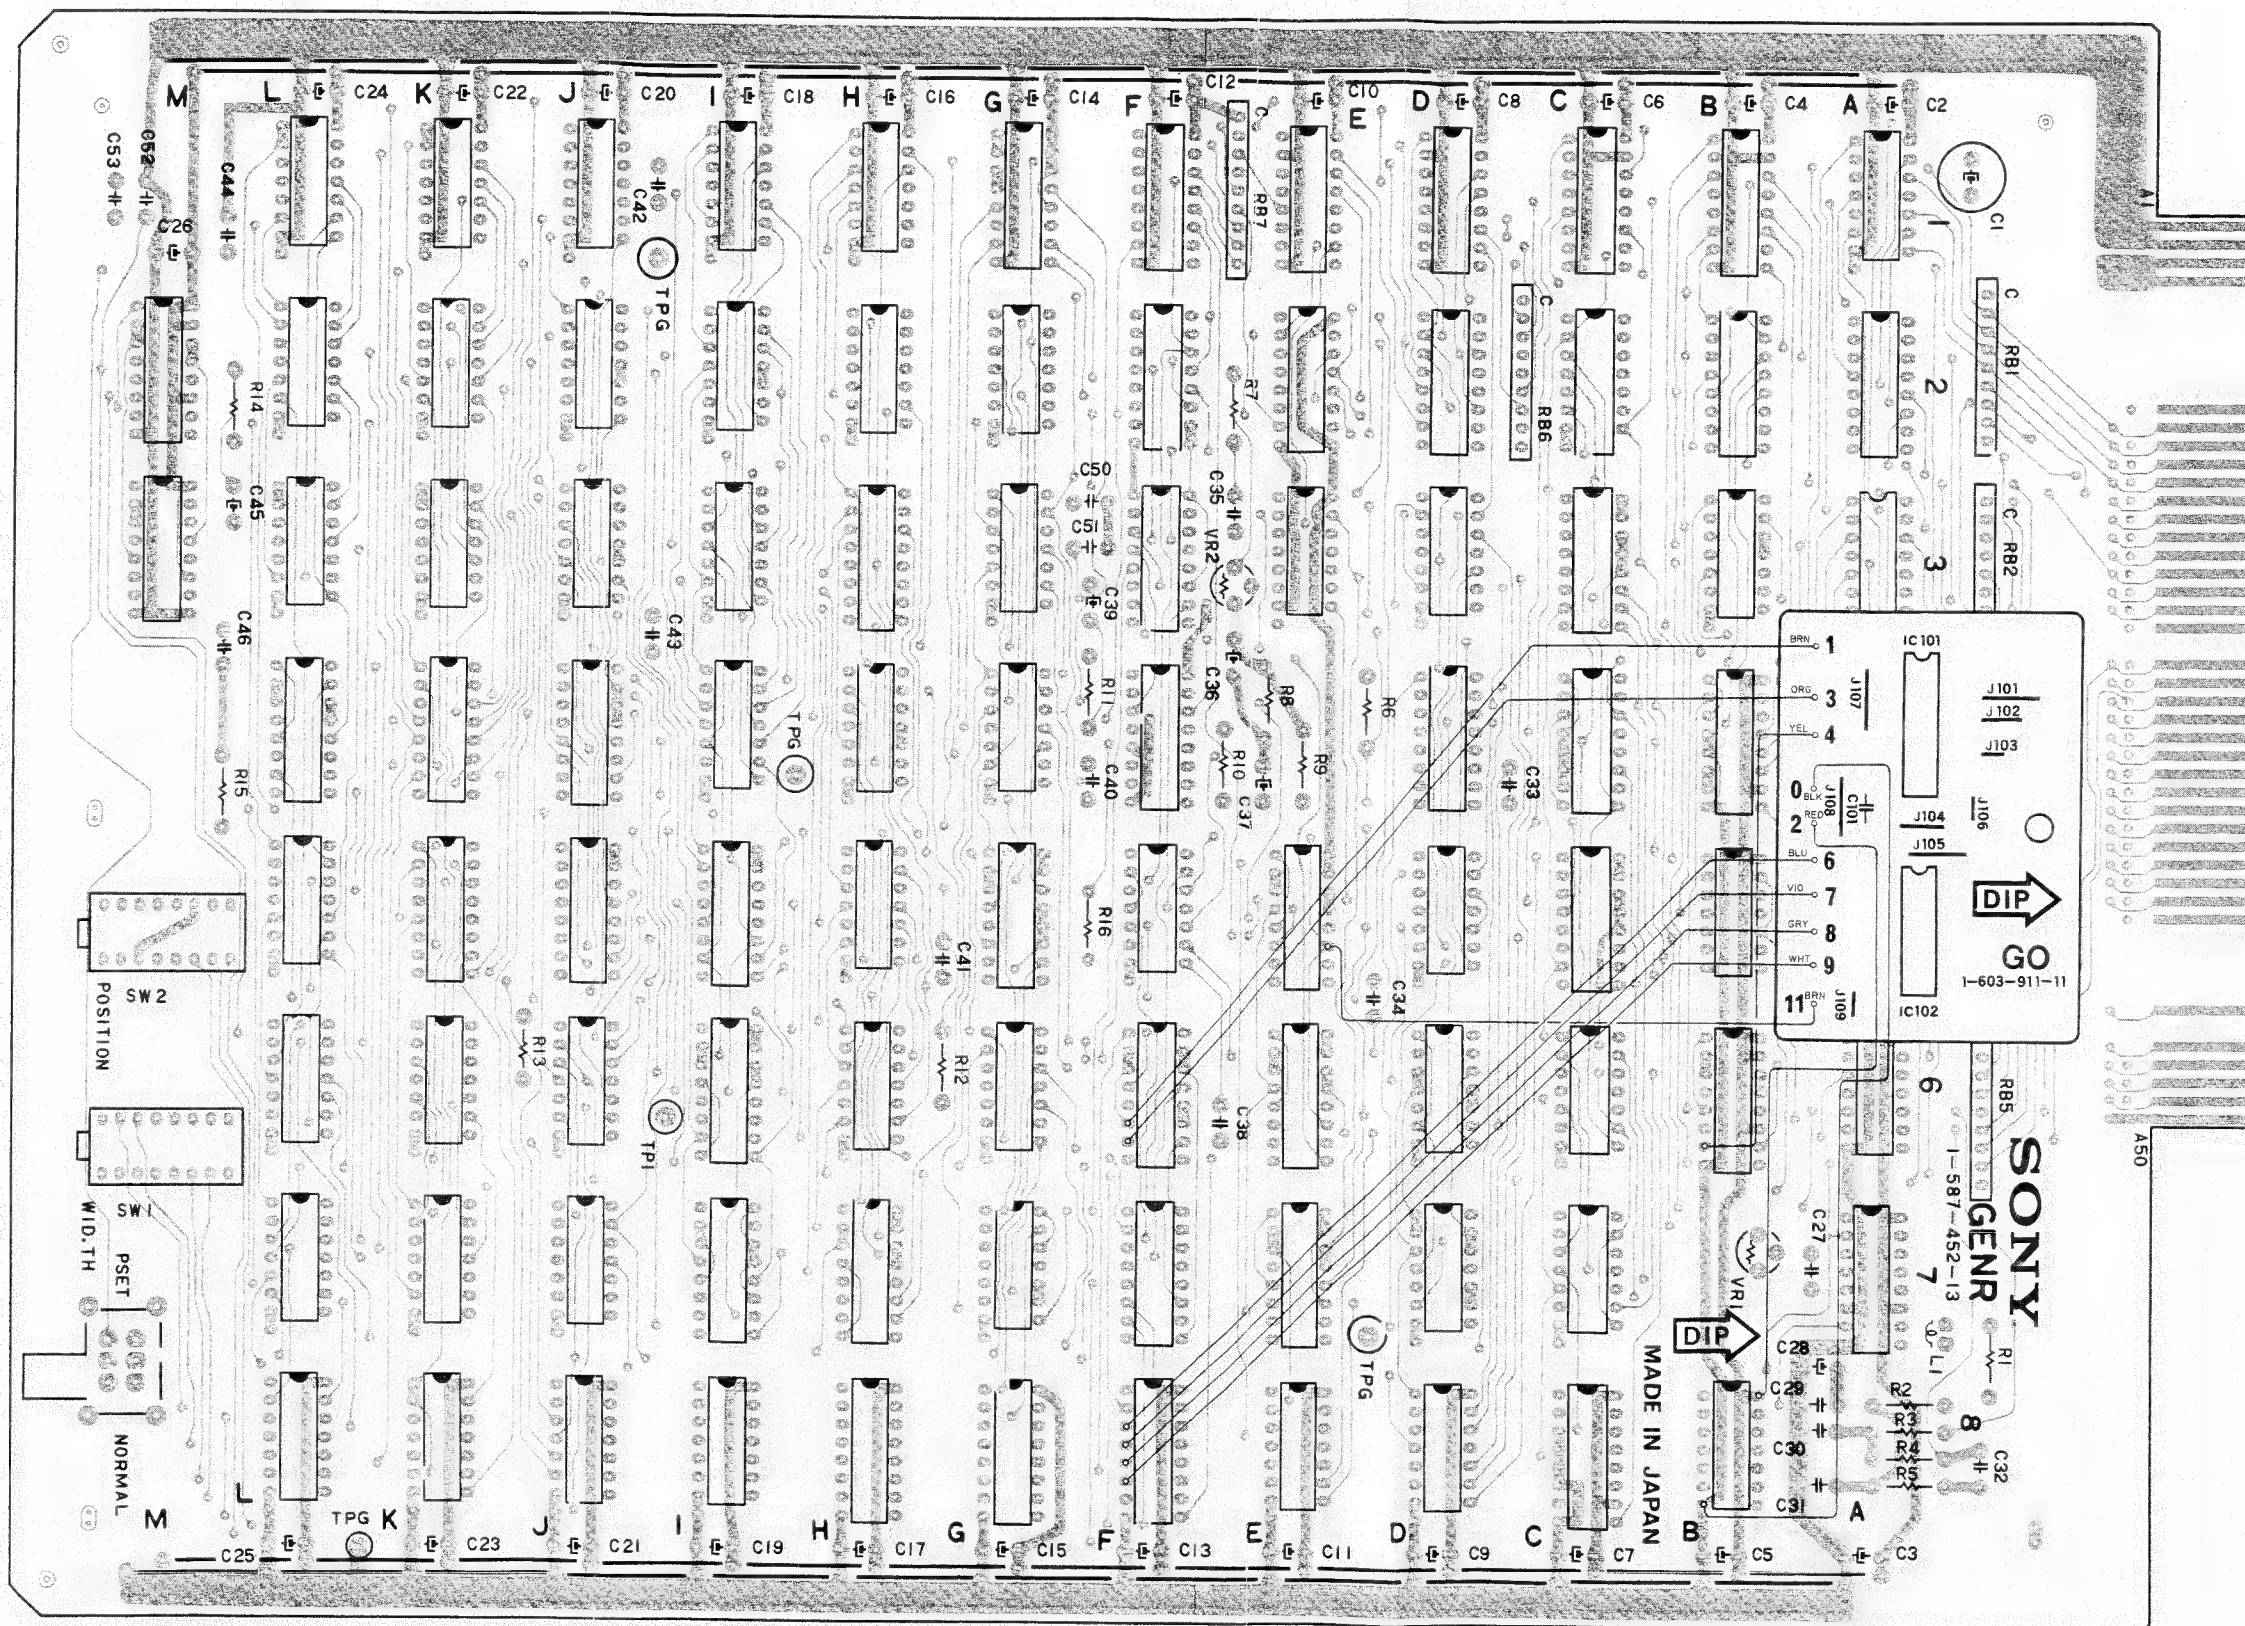 M
L
C24
K
C22
J
C20
I
C18
H
C16
G
C14
F
C12
C
E
C10
D
C8
C
C6
B
C4
A
C2
C53
C52
C44
C26
C42
TPG
RB7
1
C1
A1
R14
C45
R7
C
RB6
2
C
RB1
C50
C51
C35
VR2
C39
3
C
RB2
C46
C43
R11
C36
R8
R6
TPG
R15
C40
R10
C37
R9
C33
BRN 1
ORG 3
YEL 4
0 BLK
2 RED
BLU 6
VIO 7
GRY 8
WHT 9
11 BRN
J107
J108
C101
J109
IC101
J101
J102
J103
J104
J105
J106
DIP
GO
1-603-911-11
IC102
SW2
POSITION
R13
C41
R12
R16
C34
C38
TP1
6
RB5
A50
SONY
GENR
1-587-452-13
7
SW1
WID.TH
PSET
NORMAL
TPG
C27
VR1
DIP
MADE IN JAPAN
C28
C29
C30
C31
L1
R1
R2
R3
R4
R5
8
C32
M
L
C25
TPG
K
C23
J
C21
I
C19
H
C17
G
C15
F
C13
E
C11
D
C9
C
C7
B
C5
A
C3